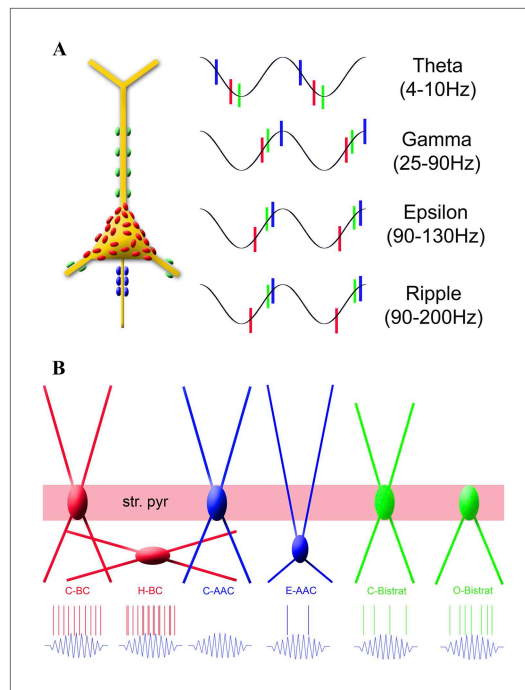 A
Theta
(4-10Hz)
Gamma
(25-90Hz)
Epsilon
(90-130Hz)
Ripple
(90-200Hz)
B
str. pyr
C-BC H-BC C-AAC E-AAC C-Bistrat O-Bistrat